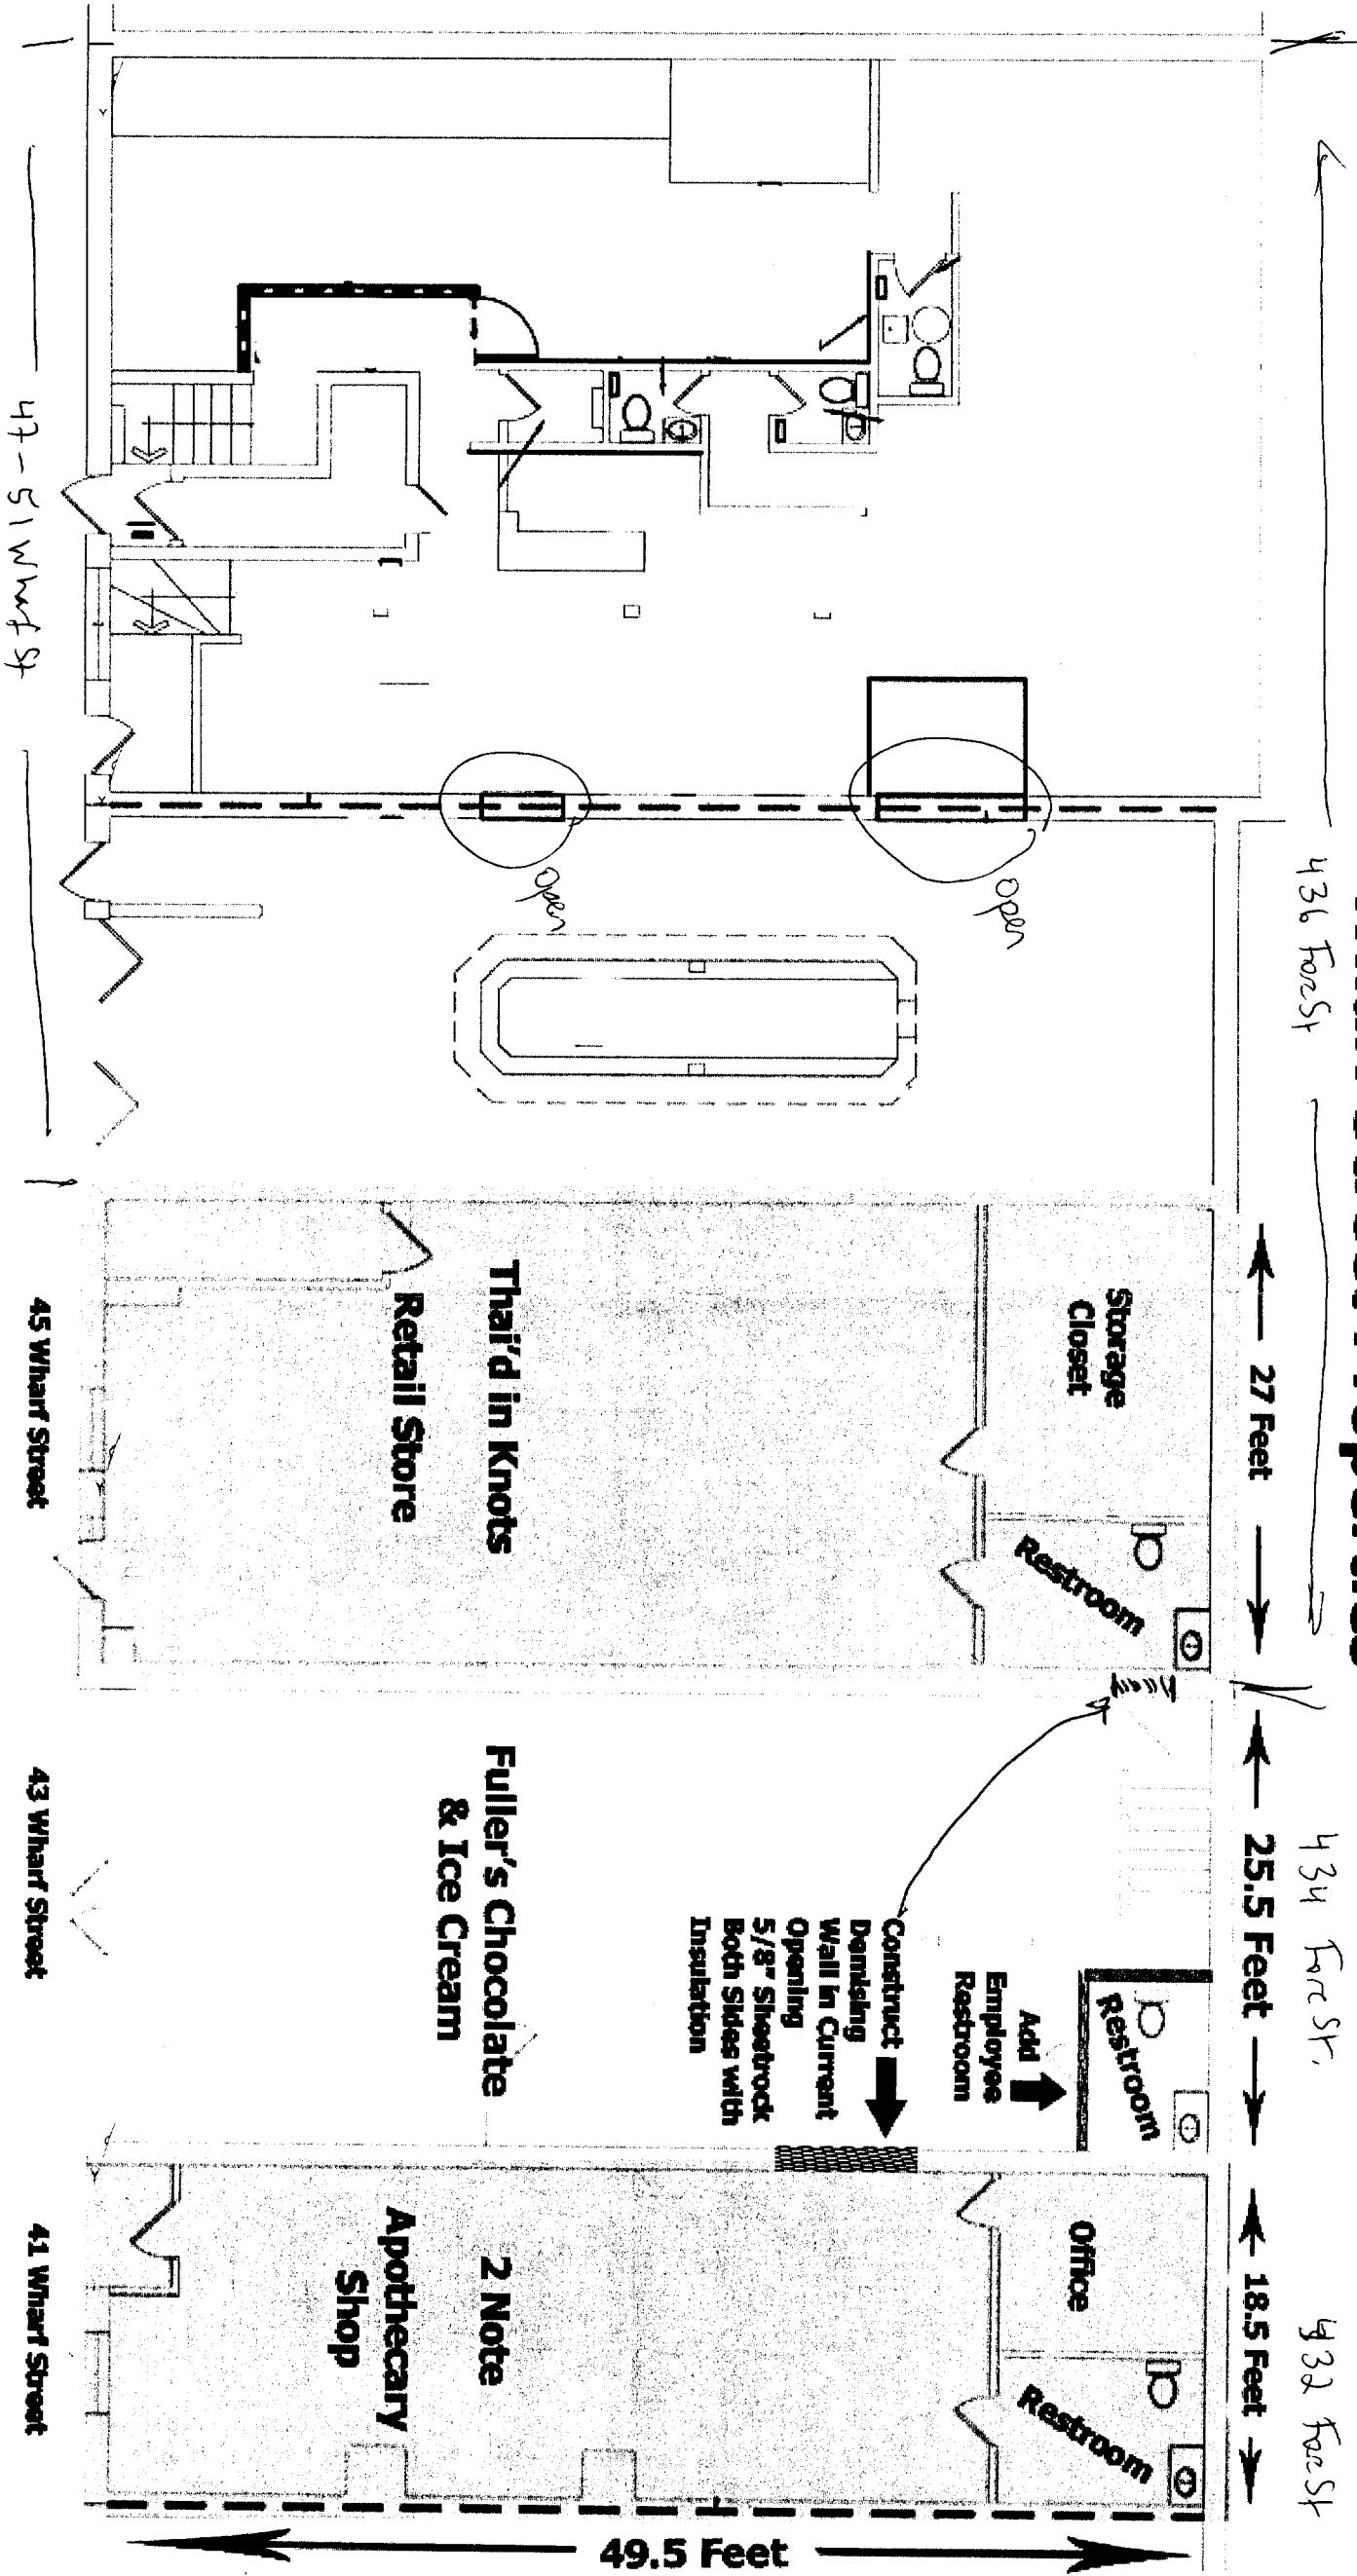 436 Fore St
434 Fore St.
432 Fore St
27 Feet
25.5 Feet
18.5 Feet
49.5 Feet
Storage
Closet
Restroom
Restroom
Office
Restroom
Add
Employee
Restroom
Construct
Demising
Wall in Current
Opening
5/8" Sheetrock
Both Sides with
Insulation
open
open
Thai'd in Knots
Retail Store
Fuller's Chocolate
& Ice Cream
2 Note
Apothecary
Shop
47-51 Wharf St
45 Wharf Street
43 Wharf Street
41 Wharf Street